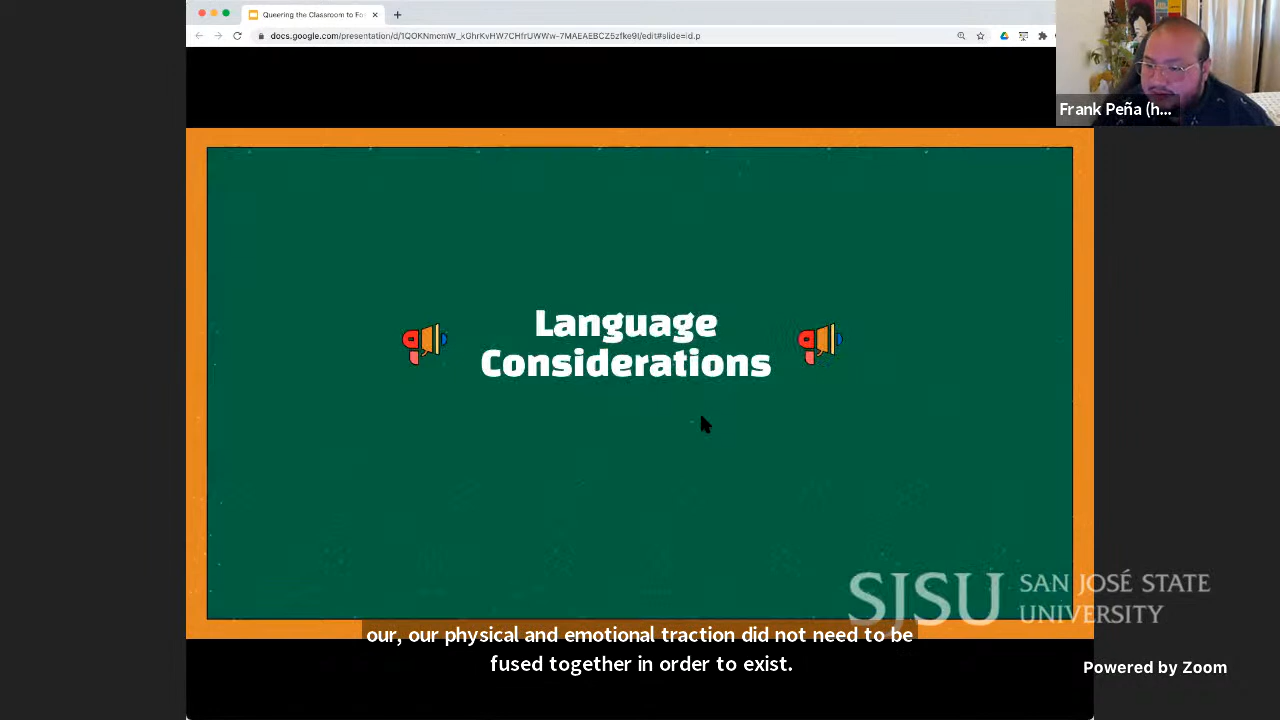 Queering the Classroom to Fo
docs.google.com/presentation/d/1QOKNmcmW_kGhrKvHW7CHfrUWWw-7MAEAEBCZ5zfke9I/edit#slide=id.p
Frank Peña (h...
Language
Considerations
SJSU SAN JOSÉ STATE
UNIVERSITY
our, our physical and emotional traction did not need to be
fused together in order to exist.
Powered by Zoom